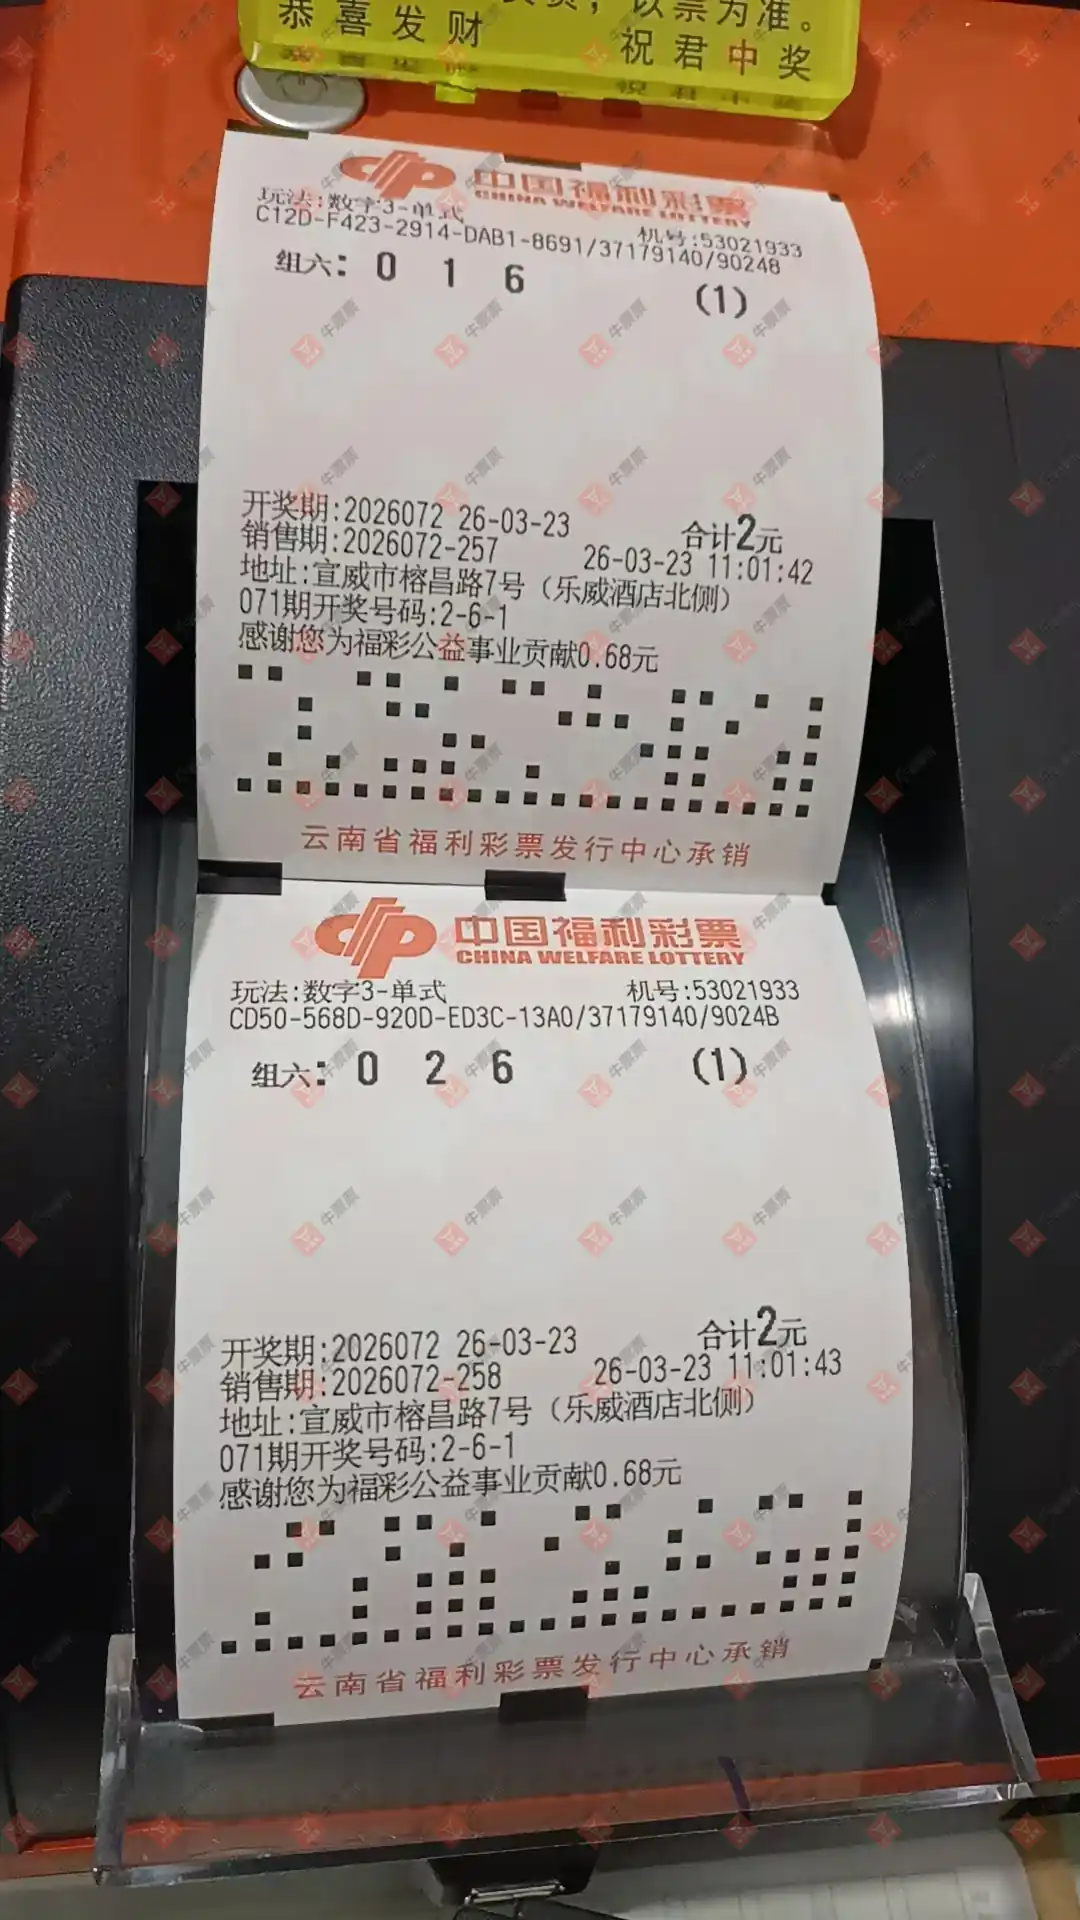 以票为准。
恭喜发财
祝君中奖
中国福利彩票
CHINA WELFARE LOTTERY
玩法:数字3-单式 机号:53021933
C12D-F423-2914-DAB1-8691/37179140/90248
组六: 0 1 6 (1)
开奖期:2026072 26-03-23 合计2元
销售期:2026072-257 26-03-23 11:01:42
地址:宣威市榕昌路7号（乐威酒店北侧）
071期开奖号码:2-6-1
感谢您为福彩公益事业贡献0.68元
云南省福利彩票发行中心承销
中国福利彩票
CHINA WELFARE LOTTERY
玩法:数字3-单式 机号:53021933
CD50-568D-920D-ED3C-13A0/37179140/9024B
组六: 0 2 6 (1)
开奖期:2026072 26-03-23 合计2元
销售期:2026072-258 26-03-23 11:01:43
地址:宣威市榕昌路7号（乐威酒店北侧）
071期开奖号码:2-6-1
感谢您为福彩公益事业贡献0.68元
云南省福利彩票发行中心承销
牛票票